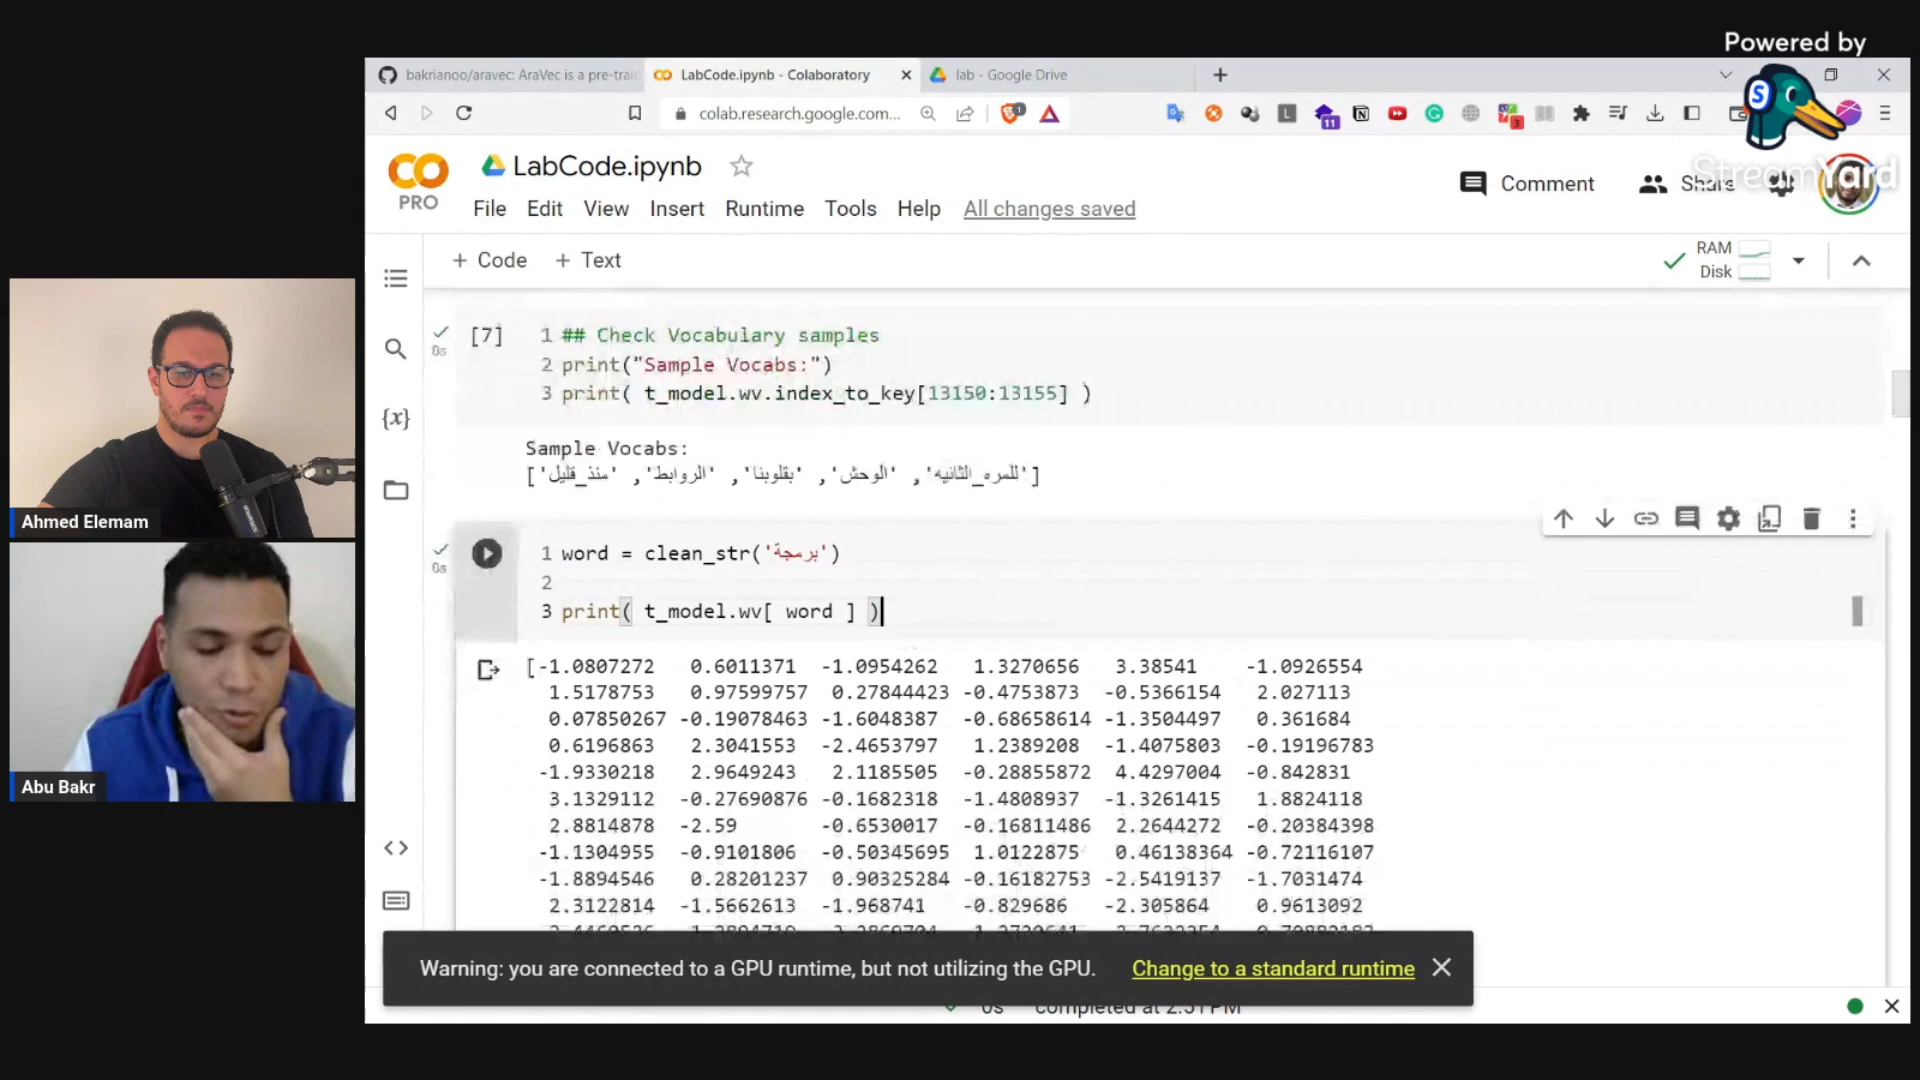 Powered by
StreamYard
bakrianoo/aravec: AraVec is a pre-trai
LabCode.ipynb - Colaboratory
lab - Google Drive
colab.research.google.com...
LabCode.ipynb
PRO
File Edit View Insert Runtime Tools Help All changes saved
Comment
Share
+ Code + Text
RAM
Disk
[7]
0s
1 ## Check Vocabulary samples
2 print("Sample Vocabs:")
3 print( t_model.wv.index_to_key[13150:13155] )
Sample Vocabs:
['منذ_قليل', 'الروابط', 'بقلوبنا', 'الوحش', 'للمره_الثانيه']
0s
1 word = clean_str('برمجة')
2
3 print( t_model.wv[ word ] )
[-1.0807272 0.6011371 -1.0954262 1.3270656 3.38541 -1.0926554
1.5178753 0.97599757 0.27844423 -0.4753873 -0.5366154 2.027113
0.07850267 -0.19078463 -1.6048387 -0.68658614 -1.3504497 0.361684
0.6196863 2.3041553 -2.4653797 1.2389208 -1.4075803 -0.19196783
-1.9330218 2.9649243 2.1185505 -0.28855872 4.4297004 -0.842831
3.1329112 -0.27690876 -0.1682318 -1.4808937 -1.3261415 1.8824118
2.8814878 -2.59 -0.6530017 -0.16811486 2.2644272 -0.20384398
-1.1304955 -0.9101806 -0.50345695 1.0122875 0.46138364 -0.72116107
-1.8894546 0.28201237 0.90325284 -0.16182753 -2.5419137 -1.7031474
2.3122814 -1.5662613 -1.968741 -0.829686 -2.305864 0.9613092
Warning: you are connected to a GPU runtime, but not utilizing the GPU. Change to a standard runtime
0s completed at 2:51 PM
Ahmed Elemam
Abu Bakr